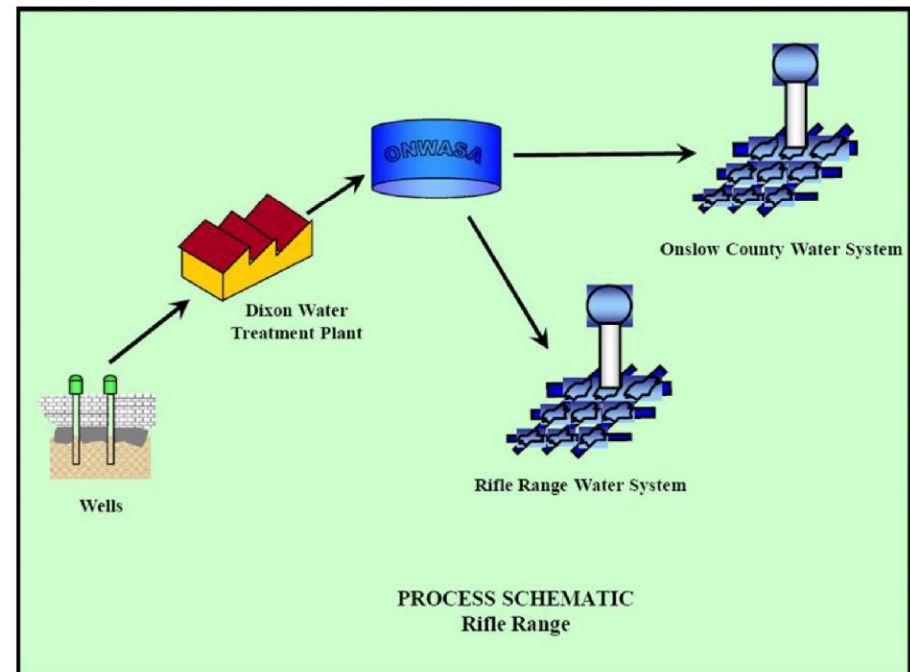 ONWASA
Onslow County Water System
Dixon Water
Treatment Plant
Rifle Range Water System
Wells
PROCESS SCHEMATIC
Rifle Range